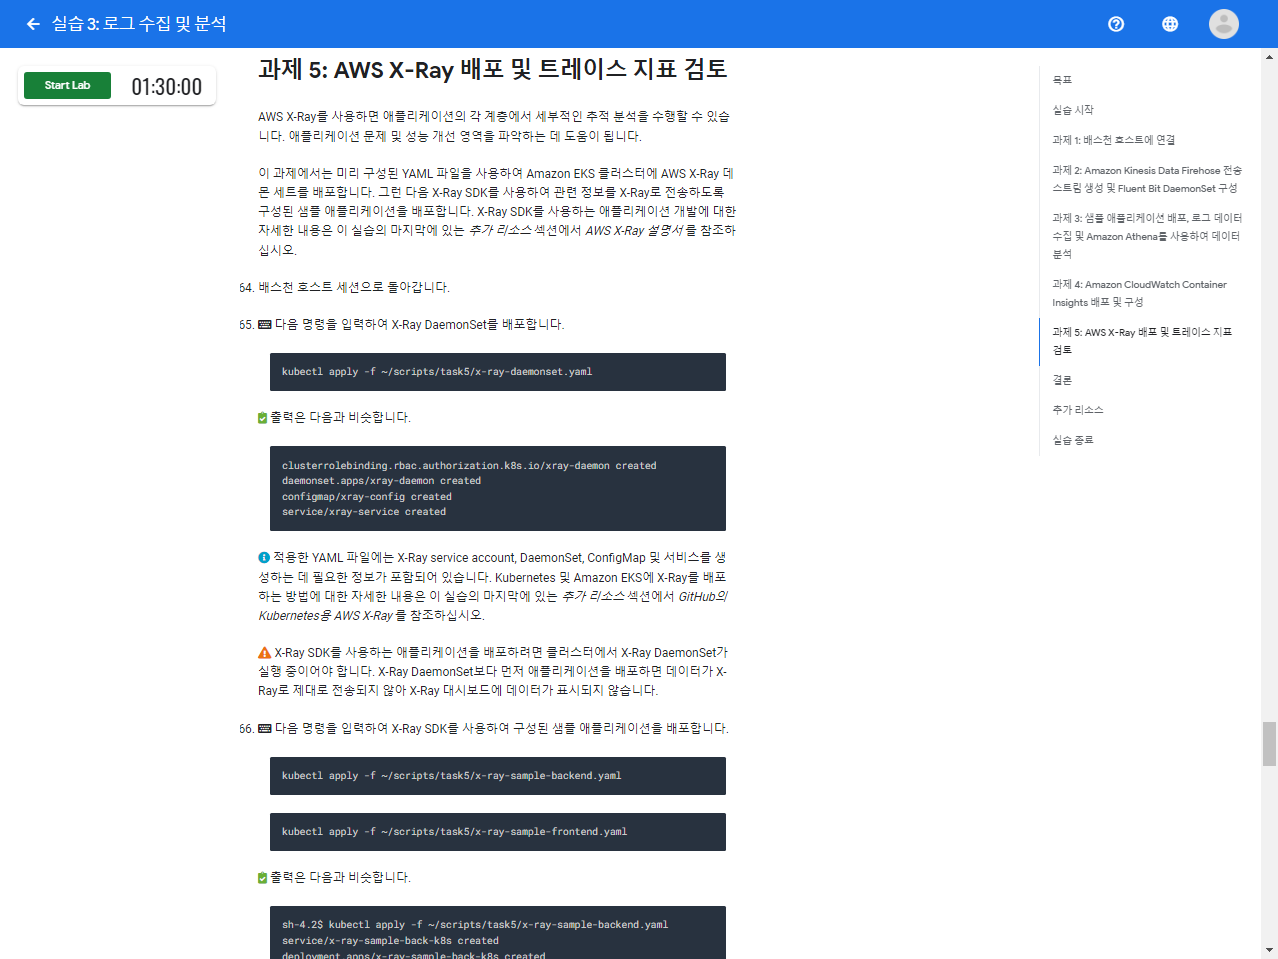 실습 3: 로그 수집 및 분석
Start Lab
01:30:00
과제 5: AWS X-Ray 배포 및 트레이스 지표 검토
AWS X-Ray를 사용하면 애플리케이션의 각 계층에서 세부적인 추적 분석을 수행할 수 있습
니다. 애플리케이션 문제 및 성능 개선 영역을 파악하는 데 도움이 됩니다.
이 과제에서는 미리 구성된 YAML 파일을 사용하여 Amazon EKS 클러스터에 AWS X-Ray 데
몬 세트를 배포합니다. 그런 다음 X-Ray SDK를 사용하여 관련 정보를 X-Ray로 전송하도록
구성된 샘플 애플리케이션을 배포합니다. X-Ray SDK를 사용하는 애플리케이션 개발에 대한
자세한 내용은 이 실습의 마지막에 있는 추가 리소스 섹션에서 AWS X-Ray 설명서 를 참조하
십시오.
64. 배스천 호스트 세션으로 돌아갑니다.
65. 다음 명령을 입력하여 X-Ray DaemonSet를 배포합니다.
kubectl apply -f ~/scripts/task5/x-ray-daemonset.yaml
출력은 다음과 비슷합니다.
clusterrolebinding.rbac.authorization.k8s.io/xray-daemon created
daemonset.apps/xray-daemon created
configmap/xray-config created
service/xray-service created
적용한 YAML 파일에는 X-Ray service account, DaemonSet, ConfigMap 및 서비스를 생
성하는 데 필요한 정보가 포함되어 있습니다. Kubernetes 및 Amazon EKS에 X-Ray를 배포
하는 방법에 대한 자세한 내용은 이 실습의 마지막에 있는 추가 리소스 섹션에서 GitHub의
Kubernetes용 AWS X-Ray 를 참조하십시오.
X-Ray SDK를 사용하는 애플리케이션을 배포하려면 클러스터에서 X-Ray DaemonSet가
실행 중이어야 합니다. X-Ray DaemonSet보다 먼저 애플리케이션을 배포하면 데이터가 X-
Ray로 제대로 전송되지 않아 X-Ray 대시보드에 데이터가 표시되지 않습니다.
66. 다음 명령을 입력하여 X-Ray SDK를 사용하여 구성된 샘플 애플리케이션을 배포합니다.
kubectl apply -f ~/scripts/task5/x-ray-sample-backend.yaml
kubectl apply -f ~/scripts/task5/x-ray-sample-frontend.yaml
출력은 다음과 비슷합니다.
sh-4.2$ kubectl apply -f ~/scripts/task5/x-ray-sample-backend.yaml
service/x-ray-sample-back-k8s created
deployment.apps/x-ray-sample-back-k8s created
목표
실습 시작
과제 1: 배스천 호스트에 연결
과제 2: Amazon Kinesis Data Firehose 전송
스트림 생성 및 Fluent Bit DaemonSet 구성
과제 3: 샘플 애플리케이션 배포, 로그 데이터
수집 및 Amazon Athena를 사용하여 데이터
분석
과제 4: Amazon CloudWatch Container
Insights 배포 및 구성
과제 5: AWS X-Ray 배포 및 트레이스 지표
검토
결론
추가 리소스
실습 종료